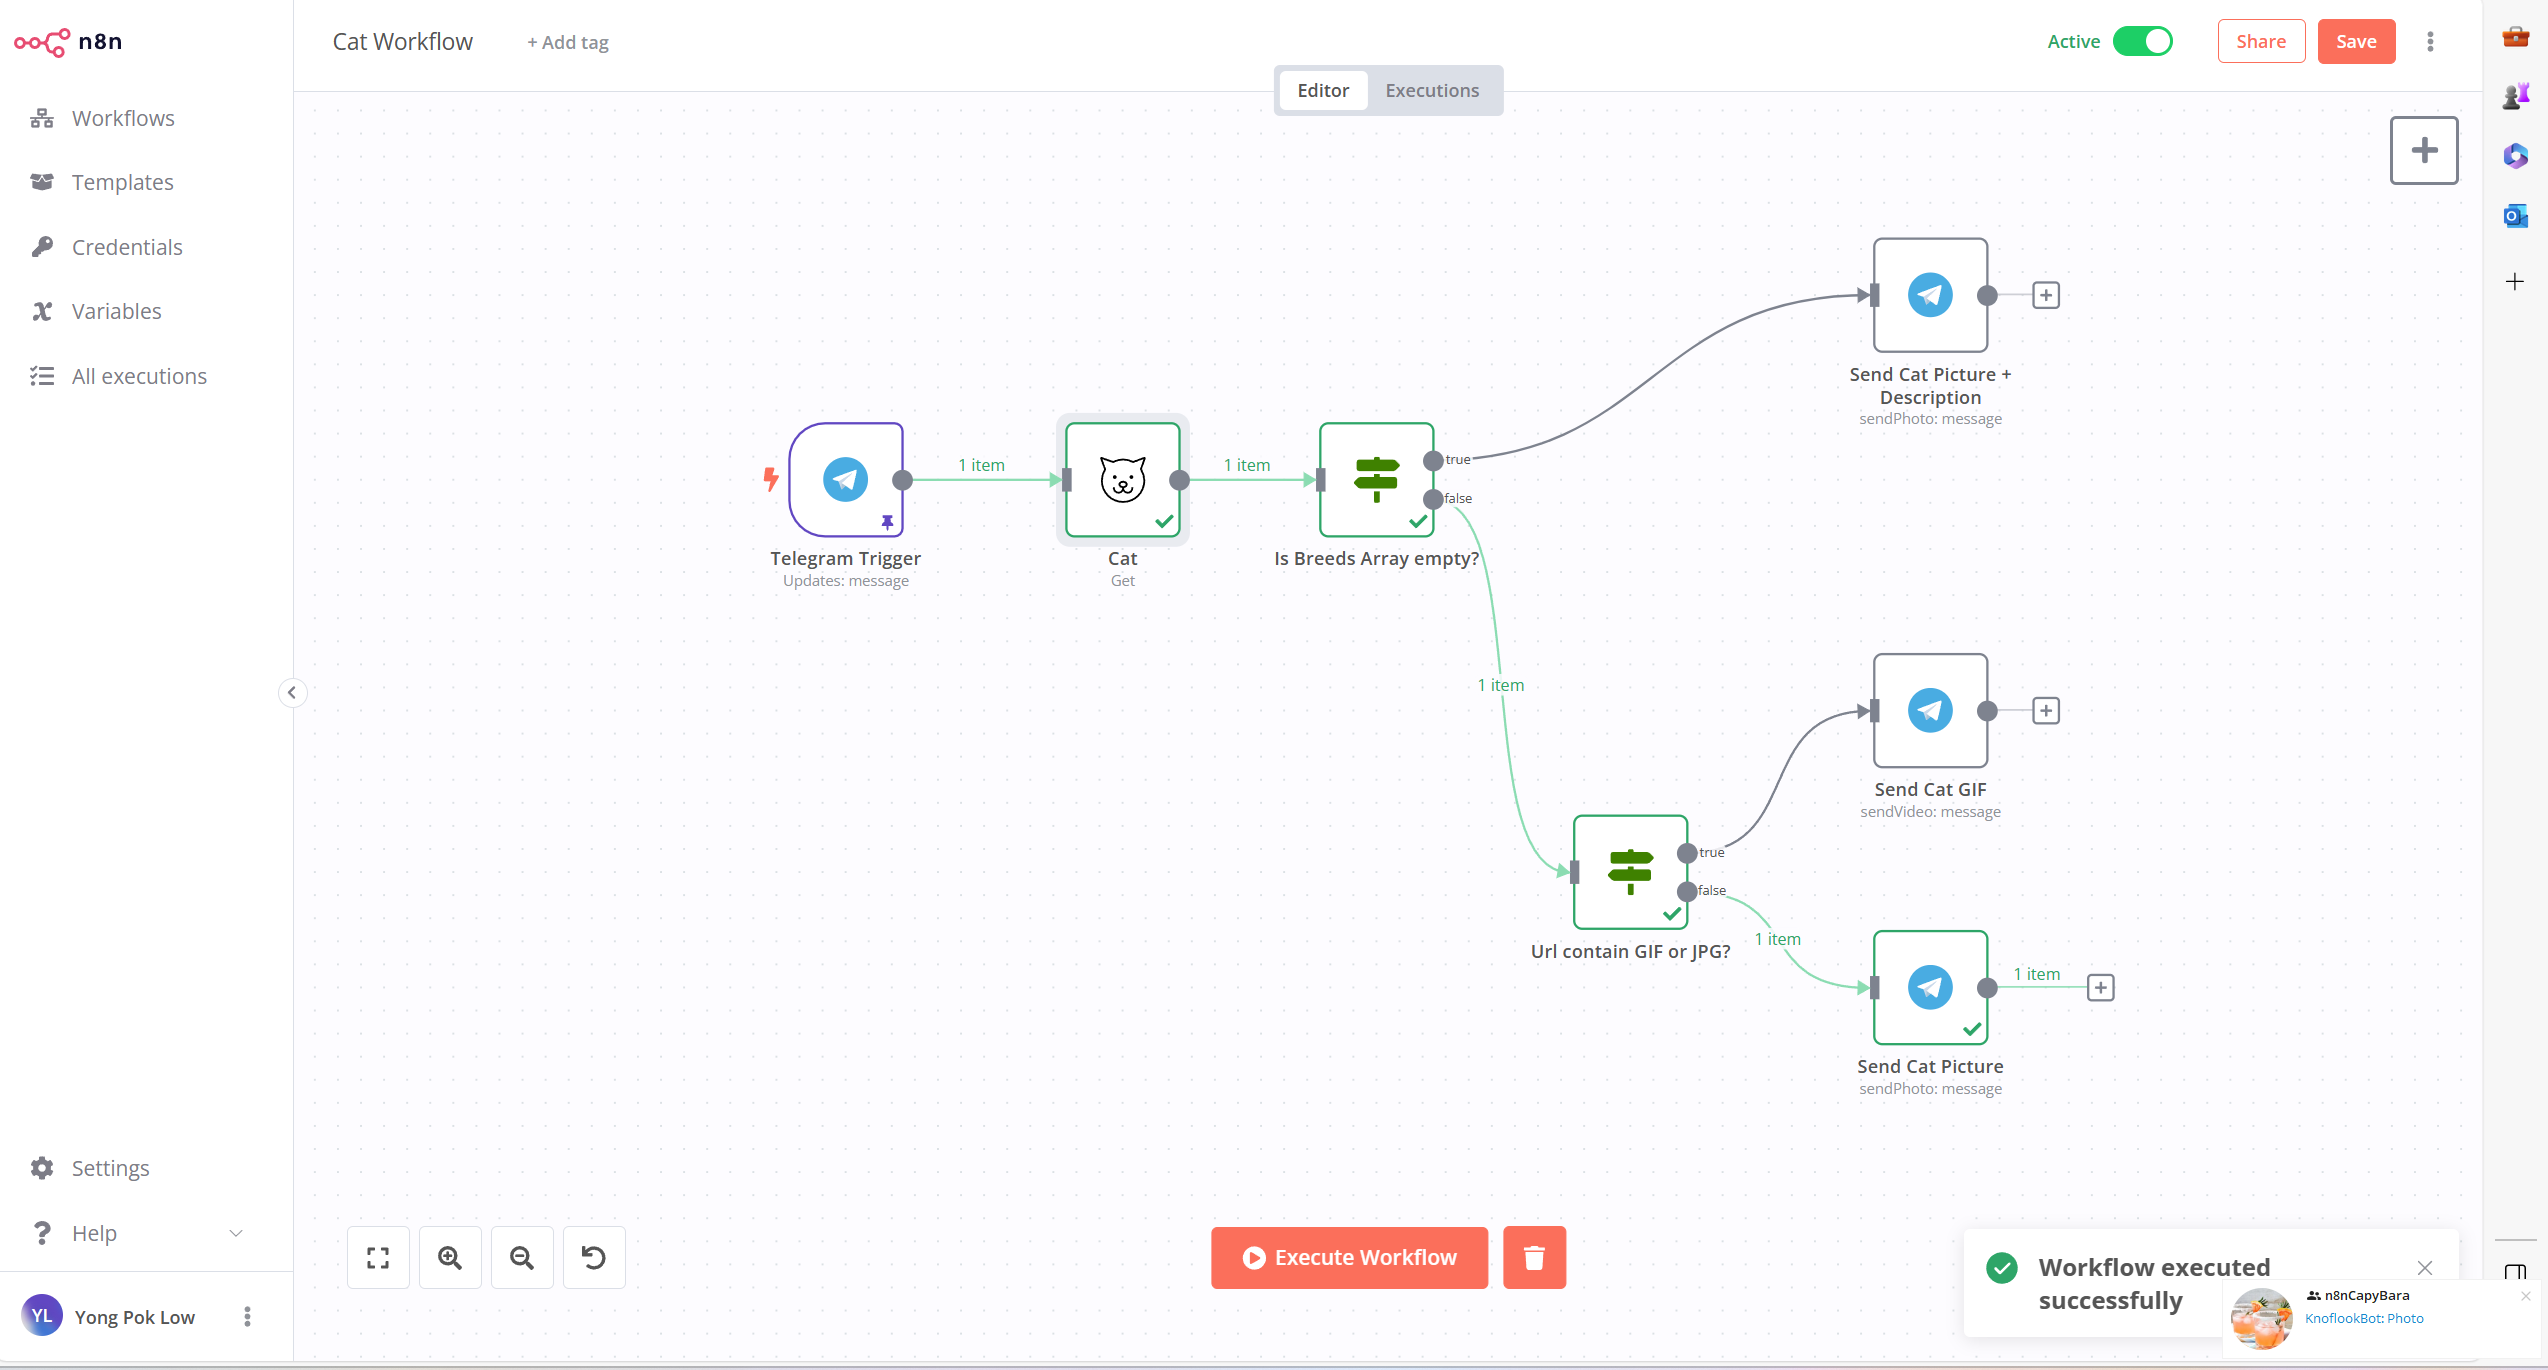 n8n
Cat Workflow
+ Add tag
Active
Share
Save
Editor
Executions
Workflows
Templates
Credentials
Variables
All executions
Send Cat Picture +
Description
sendPhoto: message
1 item
1 item
true
false
Telegram Trigger
Updates: message
Cat
Get
Is Breeds Array empty?
1 item
Send Cat GIF
sendVideo: message
true
false
Url contain GIF or JPG?
1 item
1 item
Send Cat Picture
sendPhoto: message
Settings
Help
YL
Yong Pok Low
Execute Workflow
Workflow executed
successfully
n8nCapyBara
KnoflookBot: Photo